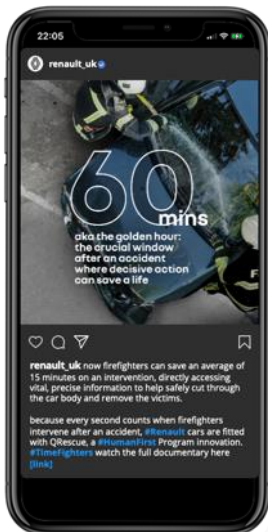 22:05
renault_uk
60
mins
aka the golden hour:
the crucial window
after an accident
where decisive action
can save a life
renault_uk now firefighters can save an average of
15 minutes on an intervention, directly accessing
vital, precise information to help safely cut through
the car body and remove the victims.
because every second counts when firefighters
intervene after an accident, #Renault cars are fitted
with QRescue, a #HumanFirst Program innovation.
#TimeFighters watch the full documentary here
[link]